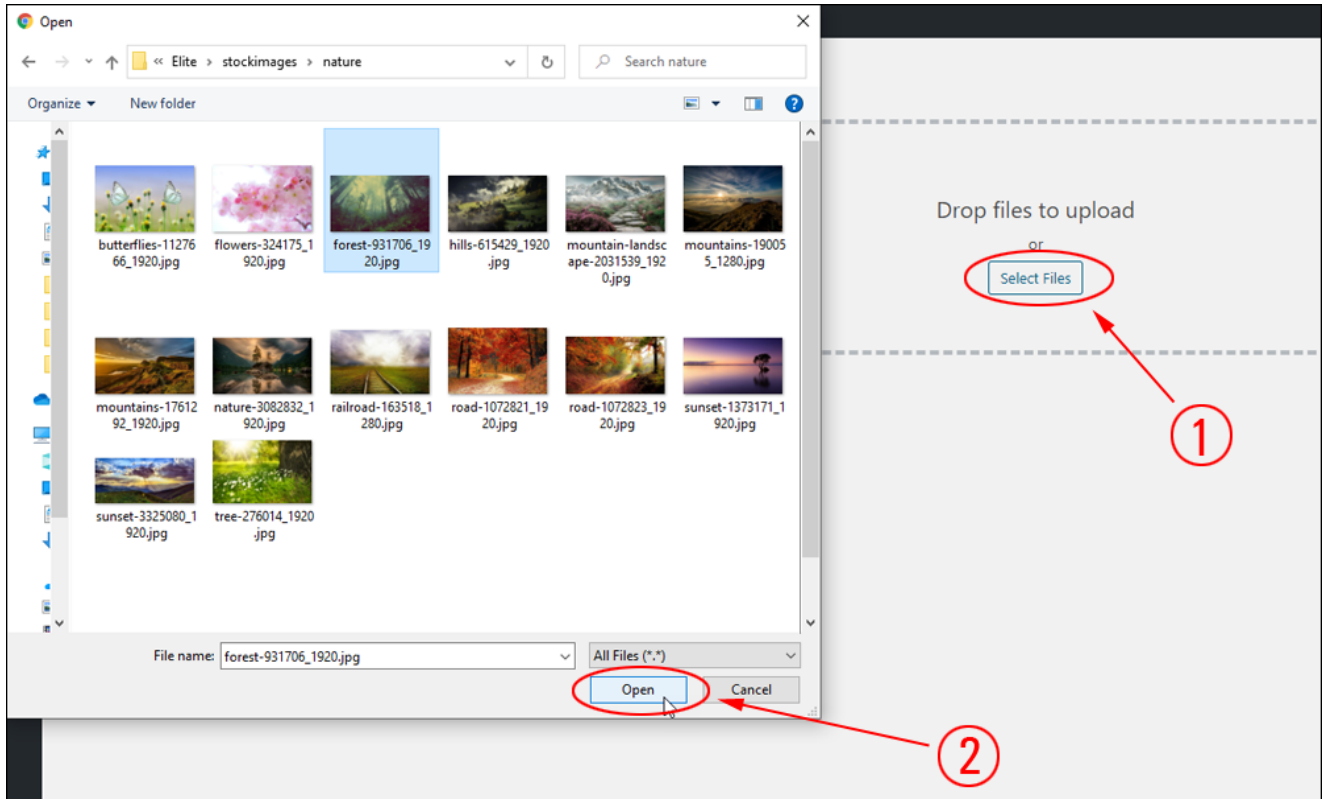 Open
« Elite › stockimages › nature
Search nature
Organize
New folder
?
butterflies-11276
66_1920.jpg
flowers-324175_1
920.jpg
forest-931706_19
20.jpg
hills-615429_1920
.jpg
mountain-landsc
ape-2031539_192
0.jpg
mountains-19005
5_1280.jpg
mountains-17612
92_1920.jpg
nature-3082832_1
920.jpg
railroad-163518_1
280.jpg
road-1072821_19
20.jpg
road-1072823_19
20.jpg
sunset-1373171_1
920.jpg
sunset-3325080_1
920.jpg
tree-276014_1920
.jpg
File name: forest-931706_1920.jpg
All Files (*.*)
Open
Cancel
Drop files to upload
or
Select Files
1
2